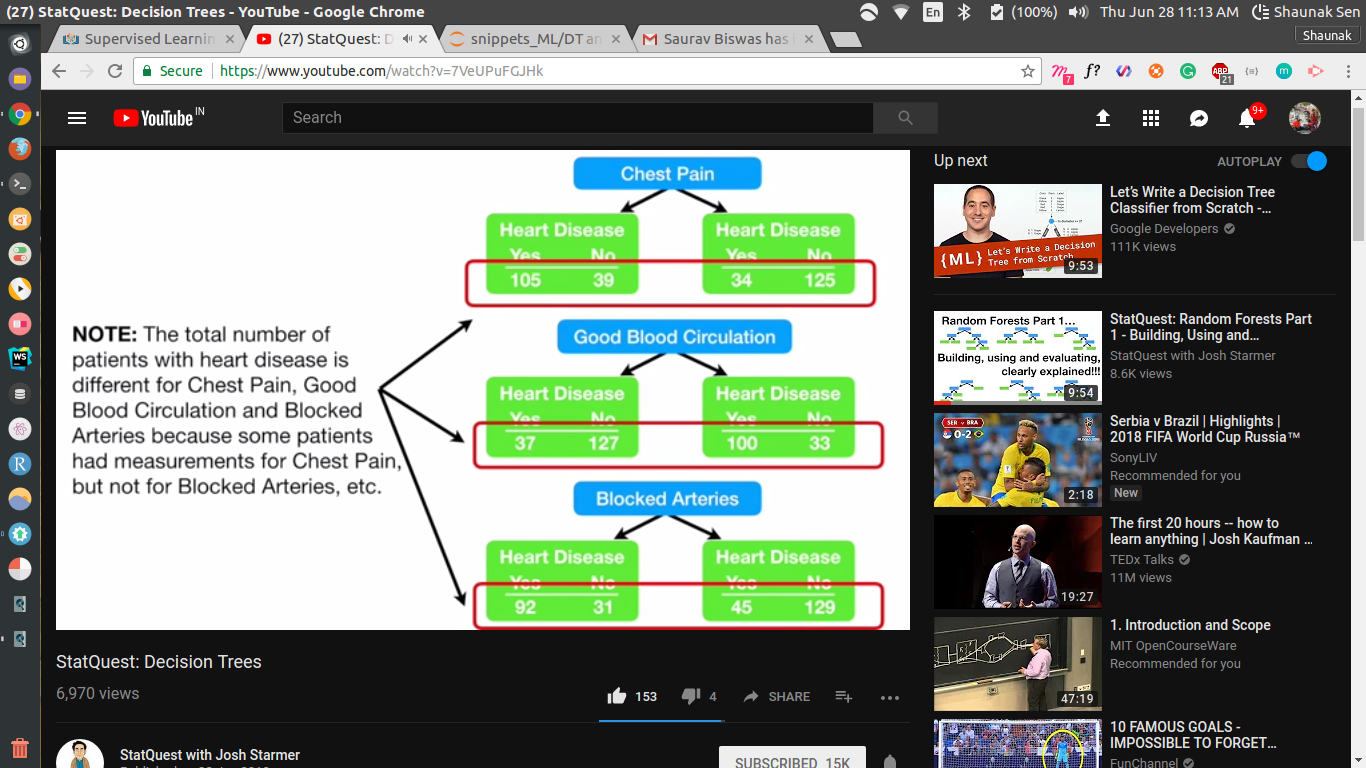 (27) StatQuest: Decision Trees - YouTube - Google Chrome
En
(100%)
Thu Jun 28 11:13 AM
Shaunak Sen
Supervised Learnin
(27) StatQuest: D
snippets_ML/DT an
Saurav Biswas has i
Shaunak
Secure
https://www.youtube.com/watch?v=7VeUPuFGJHk
7
f?
ABP
21
m
YouTube IN
Search
9+
Chest Pain
Heart Disease
Yes No
105 39
Heart Disease
Yes No
34 125
NOTE: The total number of
patients with heart disease is
different for Chest Pain, Good
Blood Circulation and Blocked
Arteries because some patients
had measurements for Chest Pain,
but not for Blocked Arteries, etc.
Good Blood Circulation
Heart Disease
Yes No
37 127
Heart Disease
Yes No
100 33
Blocked Arteries
Heart Disease
Yes No
92 31
Heart Disease
Yes No
45 129
StatQuest: Decision Trees
6,970 views
153
4
SHARE
StatQuest with Josh Starmer
SUBSCRIBED 15K
Up next
AUTOPLAY
{ML} Let's Write a Decision
Tree from Scratch
9:53
Let's Write a Decision Tree
Classifier from Scratch -...
Google Developers
111K views
Random Forests Part 1...
Building, using and evaluating,
clearly explained!!!
9:54
StatQuest: Random Forests Part
1 - Building, Using and...
StatQuest with Josh Starmer
8.6K views
SER v BRA
0-2
2:18
Serbia v Brazil | Highlights |
2018 FIFA World Cup Russia™
SonyLIV
Recommended for you
New
19:27
The first 20 hours -- how to
learn anything | Josh Kaufman ...
TEDx Talks
11M views
47:19
1. Introduction and Scope
MIT OpenCourseWare
Recommended for you
10 FAMOUS GOALS -
IMPOSSIBLE TO FORGET...
FunChannel
WS
R